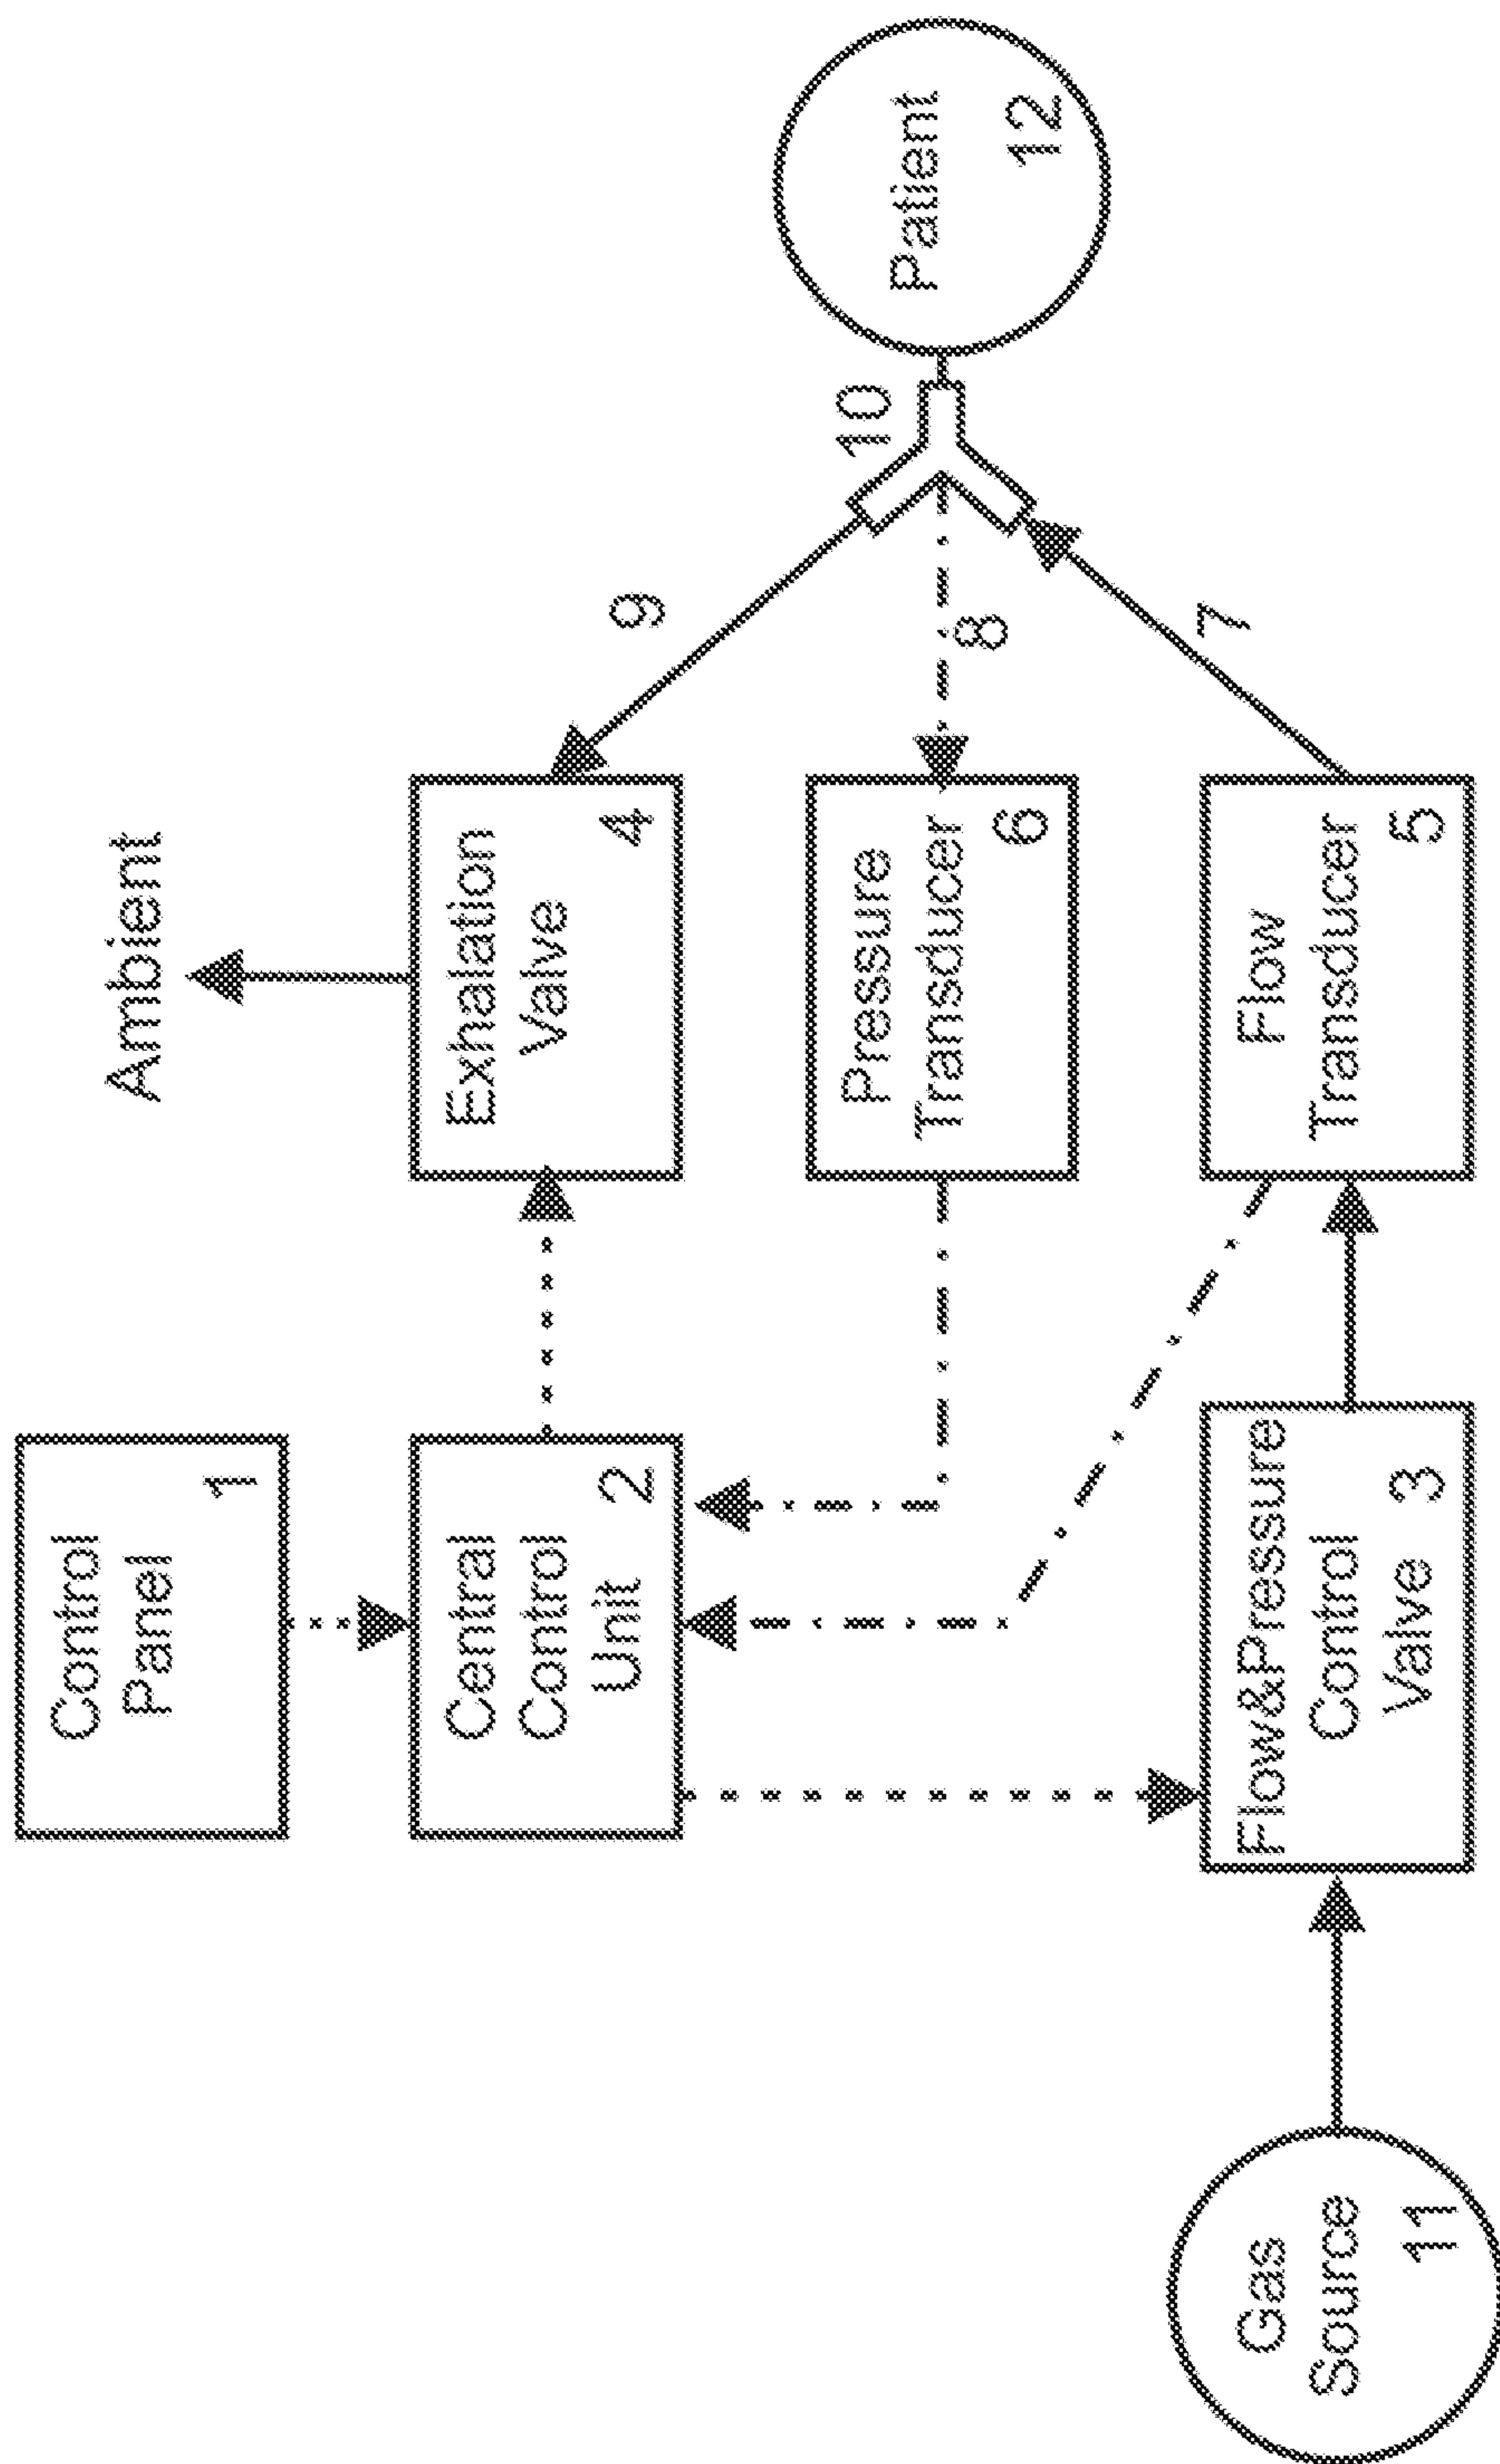 Control
Panel
1
Ambient
Central
Control
Unit
2
Exhalation
Valve
4
9
10
Pressure
Transducer
6
8
Patient
12
Gas
Source
11
Flow&Pressure
Control
Valve
3
Flow
Transducer
5
7